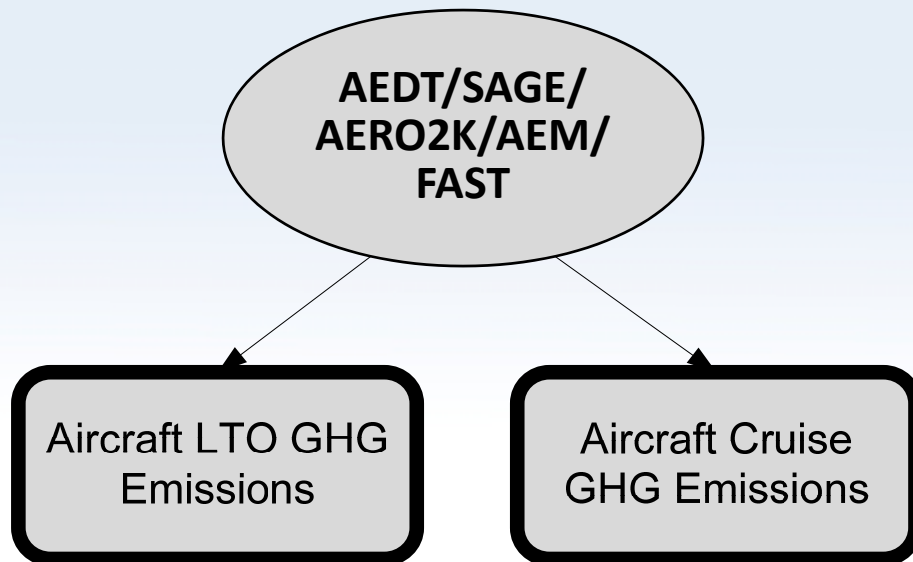 AEDT/SAGE/
AERO2K/AEM/
FAST
Aircraft LTO GHG
Emissions
Aircraft Cruise
GHG Emissions